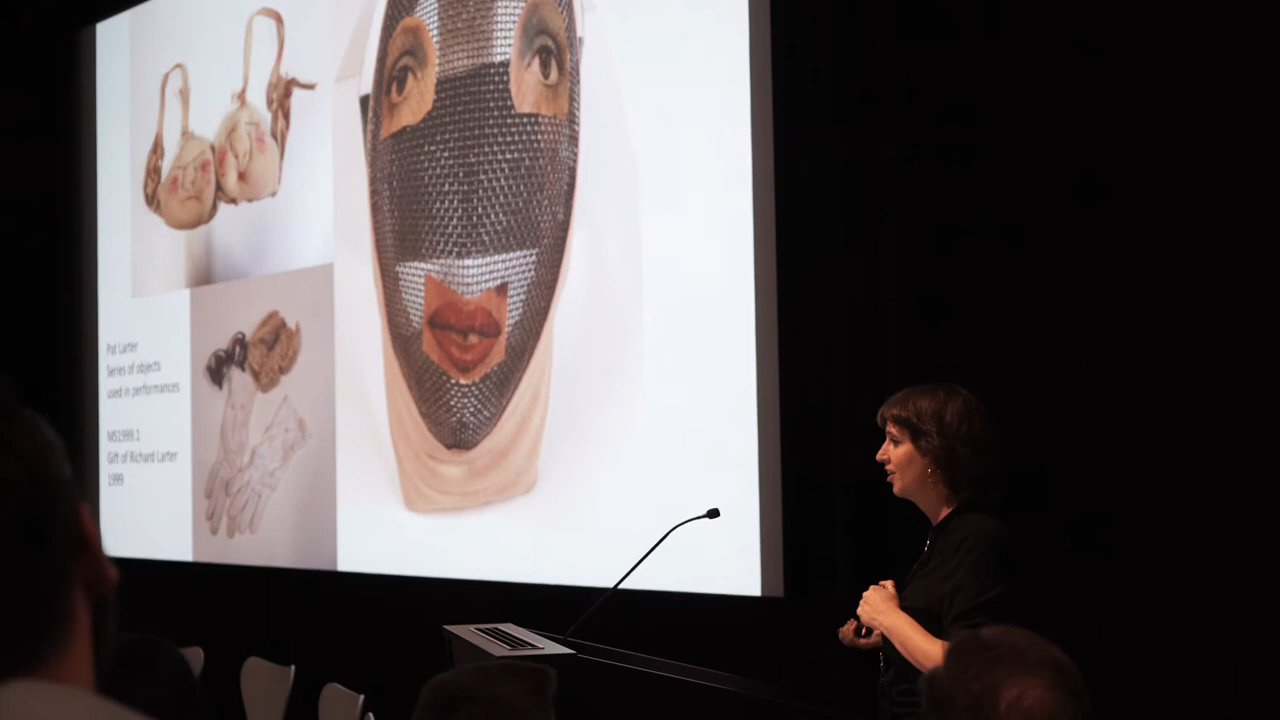 Pat Larter
Series of objects
used in performances
MS1999.1
Gift of Richard Larter
1999